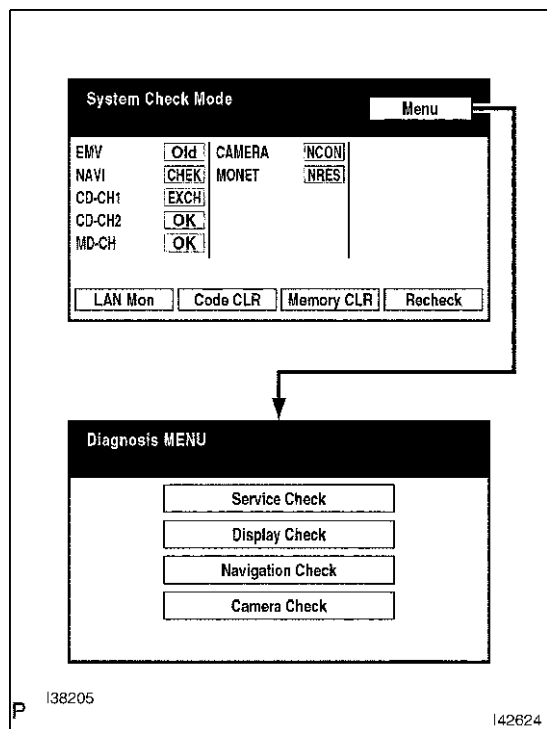 System Check Mode
Menu
EMV Old CAMERA NCON
NAVI CHEK MONET NRES
CD-CH1 EXCH
CD-CH2 OK
MD-CH OK
LAN Mon Code CLR Memory CLR Recheck
Diagnosis MENU
Service Check
Display Check
Navigation Check
Camera Check
I38205
P I42624